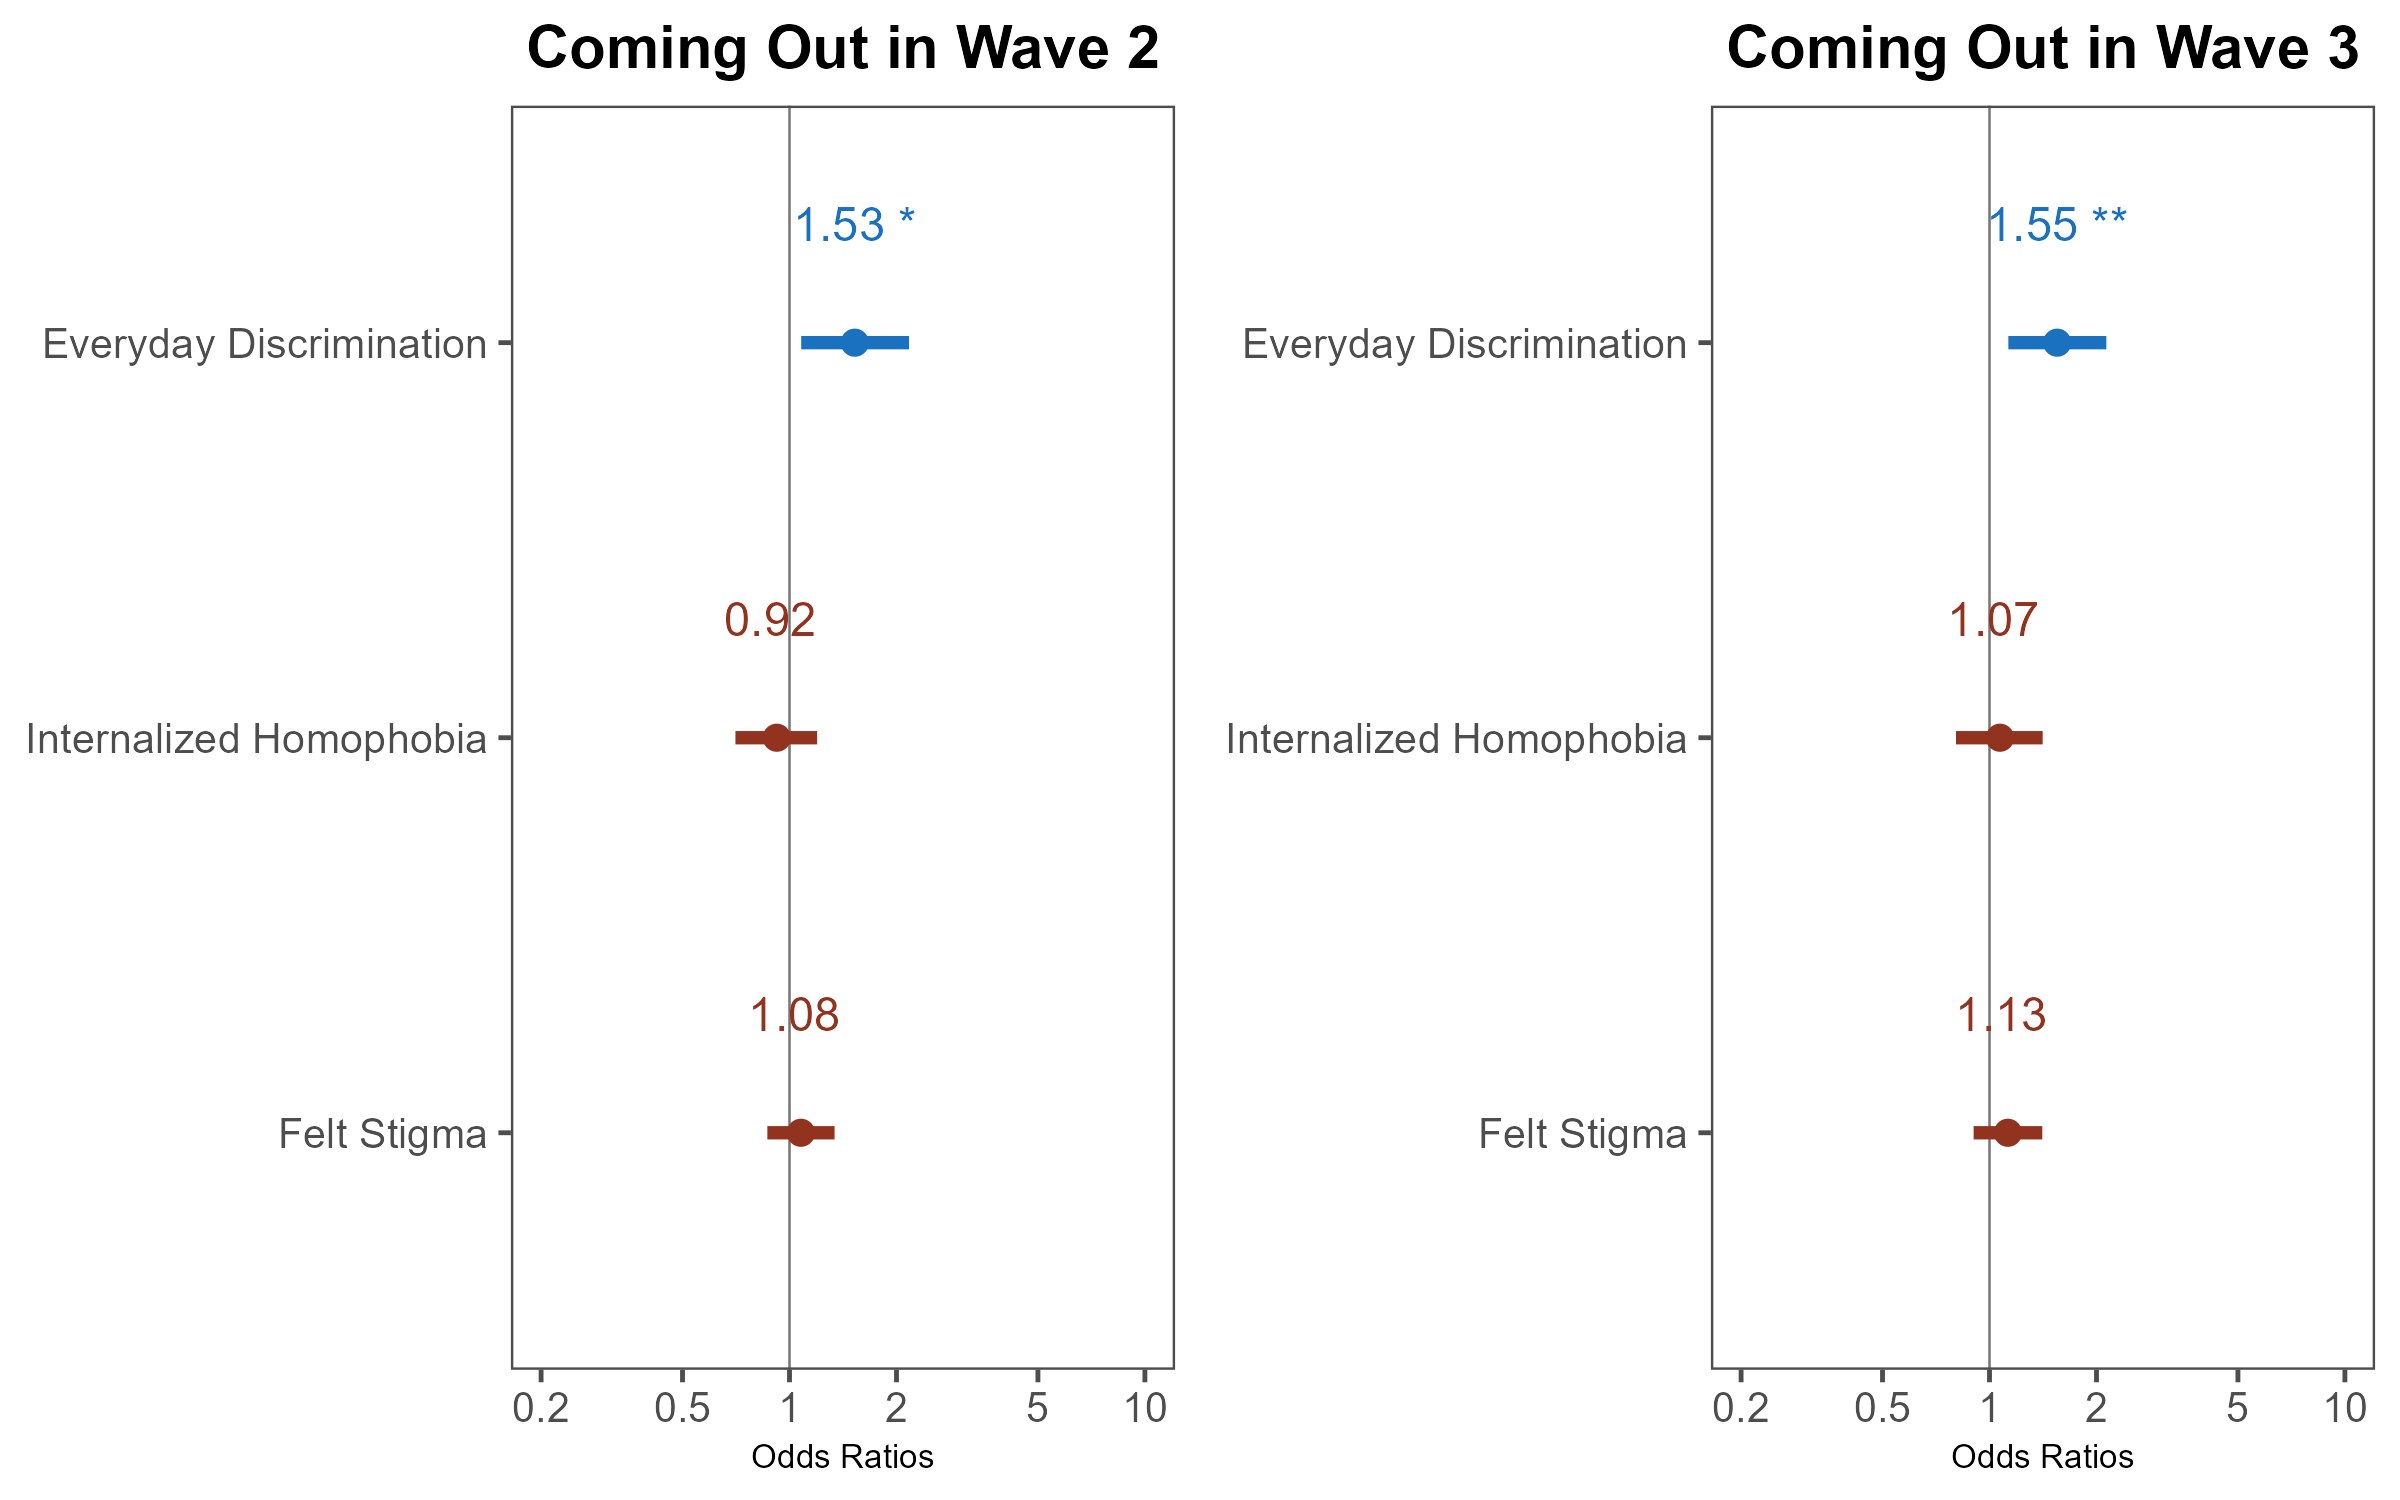 Coming Out in Wave 2
1.53 *
Everyday Discrimination
0.92
Internalized Homophobia
1.08
Felt Stigma
0.2 0.5 1 2 5 10
Odds Ratios
Coming Out in Wave 3
1.55 **
Everyday Discrimination
1.07
Internalized Homophobia
1.13
Felt Stigma
0.2 0.5 1 2 5 10
Odds Ratios